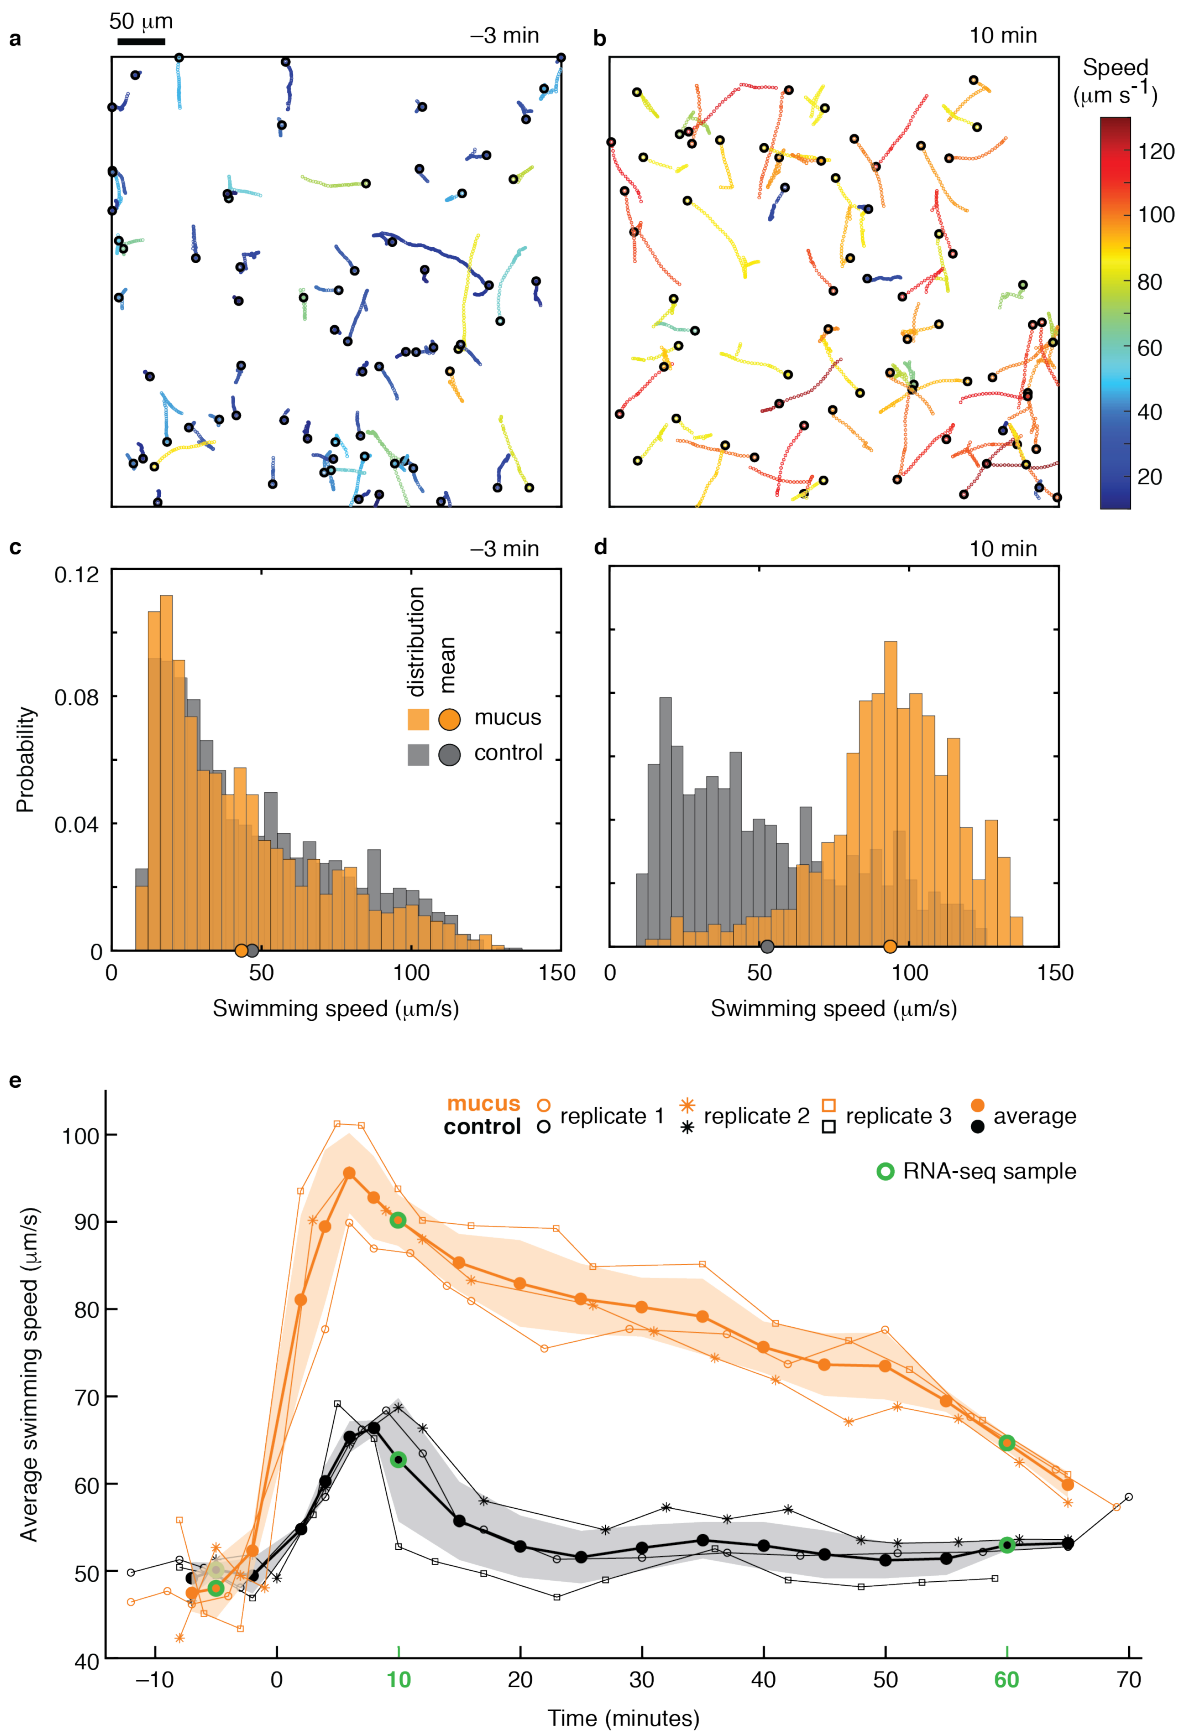 50 μm
a
−3 min
b
10 min
Speed
(μm s-1)
120
100
80
60
40
20
c
−3 min
d
10 min
0.12
0.08
0.04
0
Probability
distribution
mean
mucus
control
0
50
100
150
Swimming speed (μm/s)
0
50
100
150
Swimming speed (μm/s)
e
mucus
control
replicate 1
replicate 2
replicate 3
average
RNA-seq sample
100
90
80
70
60
50
40
Average swimming speed (μm/s)
−10
0
10
20
30
40
50
60
70
Time (minutes)